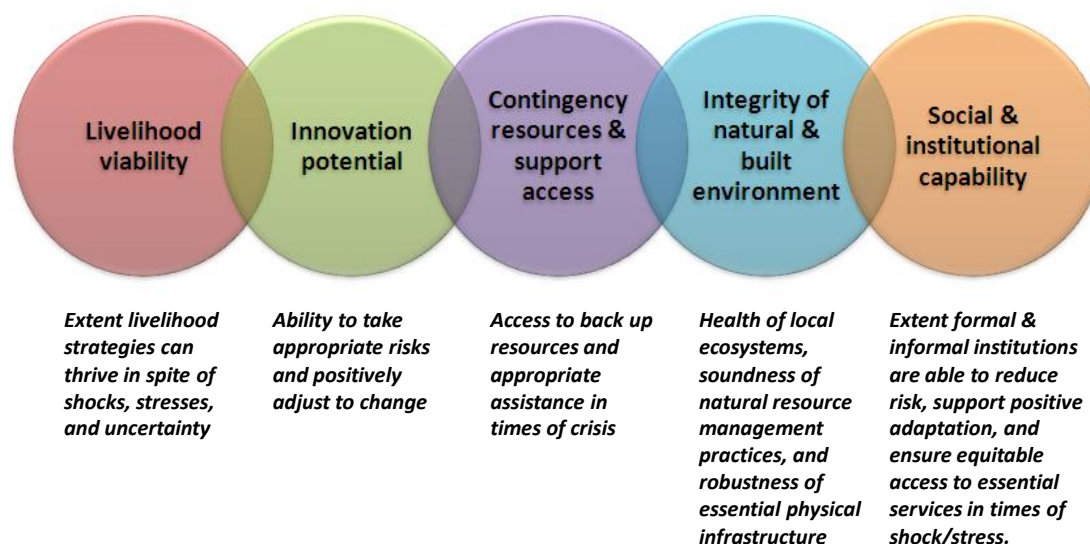 Livelihood
viability
Innovation
potential
Contingency
resources &
support
access
Integrity of
natural &
built
environment
Social &
institutional
capability
Extent livelihood
strategies can
thrive in spite of
shocks, stresses,
and uncertainty
Ability to take
appropriate risks
and positively
adjust to change
Access to back up
resources and
appropriate
assistance in
times of crisis
Health of local
ecosystems,
soundness of
natural resource
management
practices, and
robustness of
essential physical
infrastructure
Extent formal &
informal institutions
are able to reduce
risk, support positive
adaptation, and
ensure equitable
access to essential
services in times of
shock/stress.